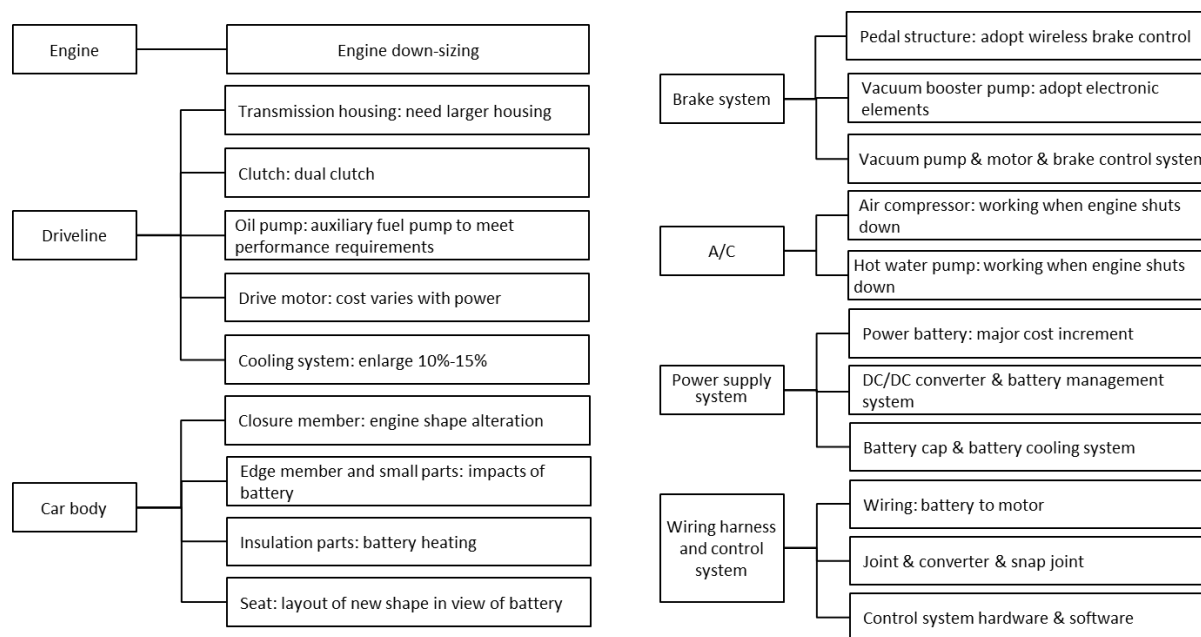 Engine
Engine down-sizing
Driveline
Transmission housing: need larger housing
Clutch: dual clutch
Oil pump: auxiliary fuel pump to meet
performance requirements
Drive motor: cost varies with power
Cooling system: enlarge 10%-15%
Car body
Closure member: engine shape alteration
Edge member and small parts: impacts of
battery
Insulation parts: battery heating
Seat: layout of new shape in view of battery
Brake system
Pedal structure: adopt wireless brake control
Vacuum booster pump: adopt electronic
elements
Vacuum pump & motor & brake control system
A/C
Air compressor: working when engine shuts
down
Hot water pump: working when engine shuts
down
Power supply
system
Power battery: major cost increment
DC/DC converter & battery management
system
Battery cap & battery cooling system
Wiring harness
and control
system
Wiring: battery to motor
Joint & converter & snap joint
Control system hardware & software